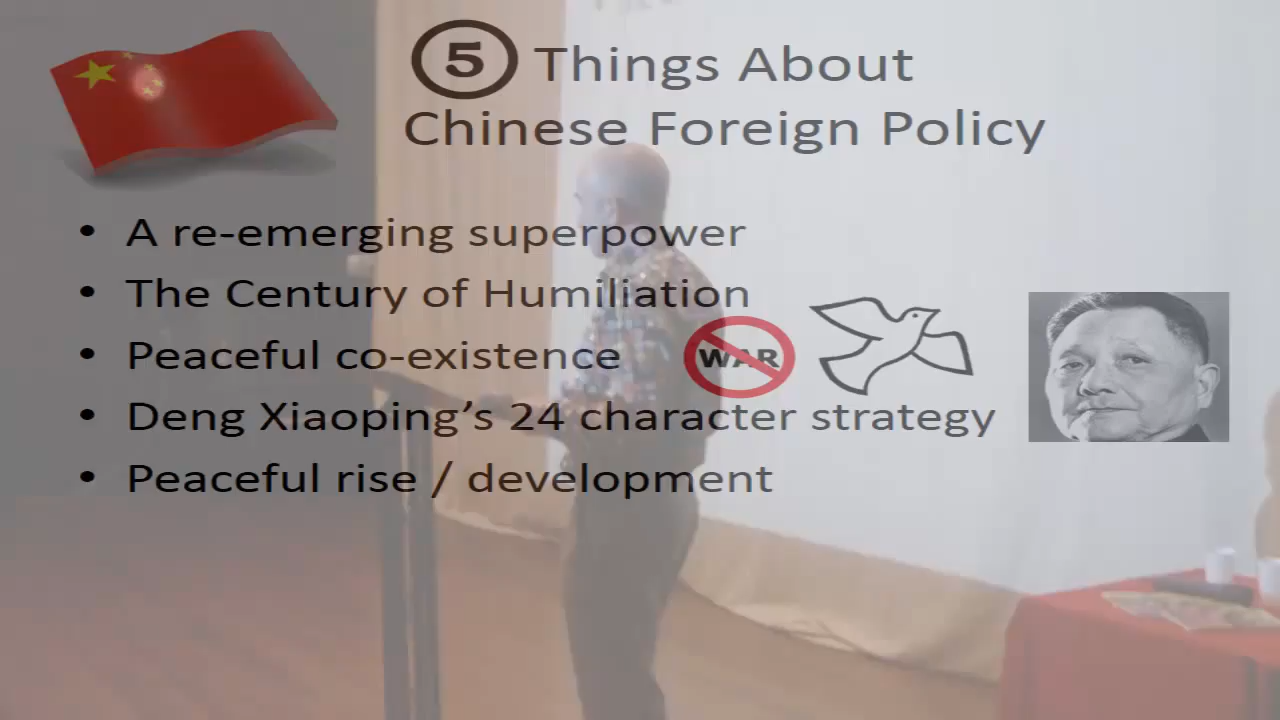 5 Things About
Chinese Foreign Policy
• A re-emerging superpower
• The Century of Humiliation
• Peaceful co-existence
WAR
• Deng Xiaoping’s 24 character strategy
• Peaceful rise / development